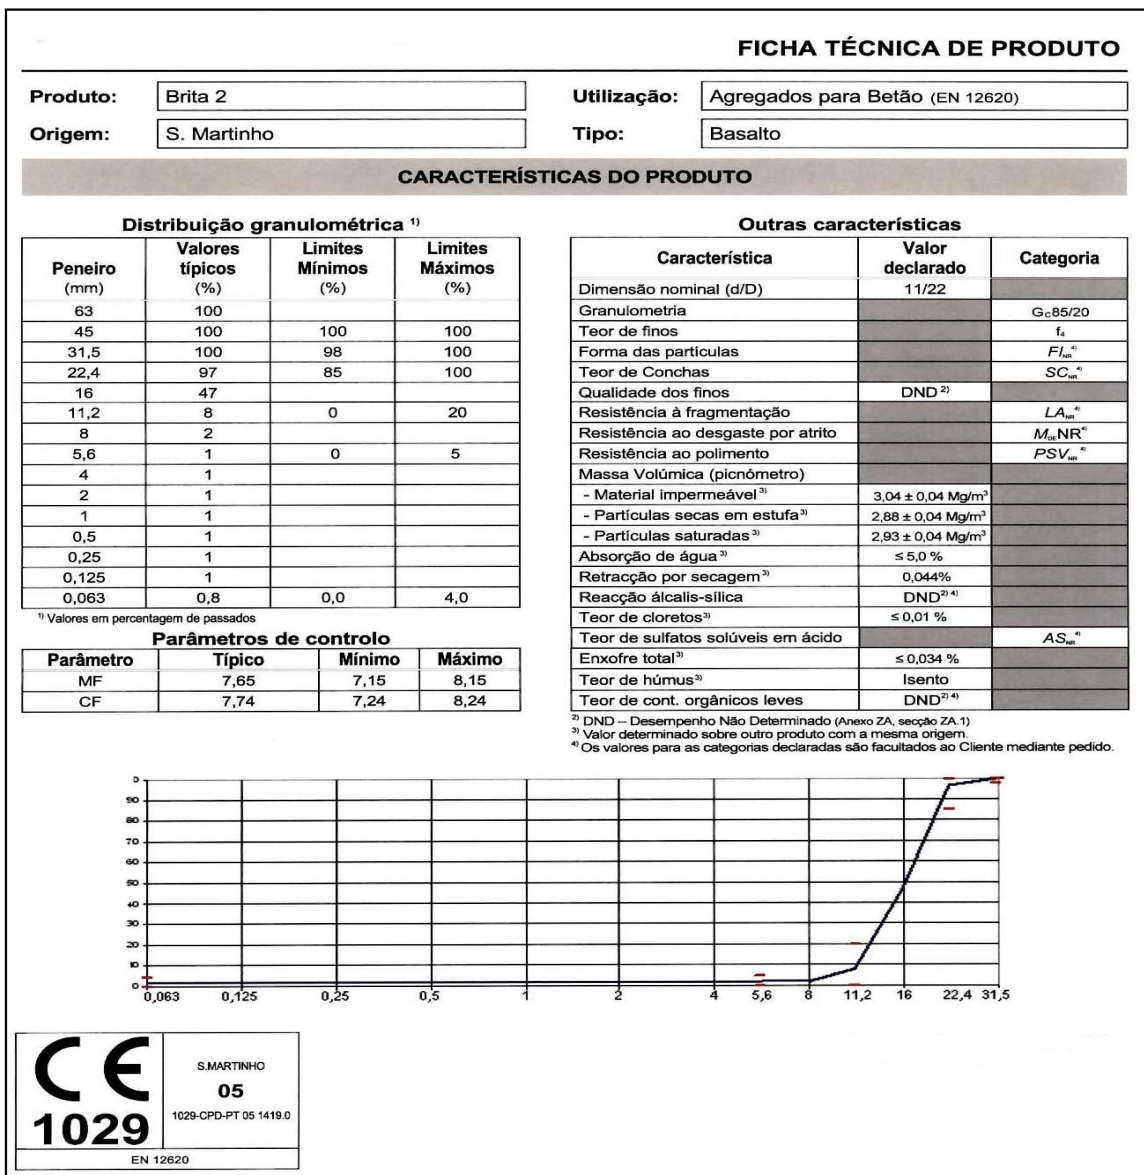 FICHA TÉCNICA DE PRODUTO
Produto: Brita 2 Utilização: Agregados para Betão (EN 12620)
Origem: S. Martinho Tipo: Basalto
CARACTERÍSTICAS DO PRODUTO
Distribuição granulométrica ¹⁾
Peneiro (mm) Valores típicos (%) Limites Mínimos (%) Limites Máximos (%)
63 100
45 100 100 100
31,5 100 98 100
22,4 97 85 100
16 47
11,2 8 0 20
8 2
5,6 1 0 5
4 1
2 1
1 1
0,5 1
0,25 1
0,125 1
0,063 0,8 0,0 4,0
¹⁾ Valores em percentagem de passados
Parâmetros de controlo
Parâmetro Típico Mínimo Máximo
MF 7,65 7,15 8,15
CF 7,74 7,24 8,24
Outras características
Característica Valor declarado Categoria
Dimensão nominal (d/D) 11/22
Granulometria Gc85/20
Teor de finos f₄
Forma das partículas FI NR ⁴⁾
Teor de Conchas SC NR ⁴⁾
Qualidade dos finos DND ²⁾
Resistência à fragmentação LA NR ⁴⁾
Resistência ao desgaste por atrito M DE NR ⁴⁾
Resistência ao polimento PSV NR ⁴⁾
Massa Volúmica (picnómetro)
- Material impermeável ³⁾ 3,04 ± 0,04 Mg/m³
- Partículas secas em estufa ³⁾ 2,88 ± 0,04 Mg/m³
- Partículas saturadas ³⁾ 2,93 ± 0,04 Mg/m³
Absorção de água ³⁾ ≤ 5,0 %
Retracção por secagem ³⁾ 0,044%
Reacção álcalis-sílica DND ²⁾ ⁴⁾
Teor de cloretos ³⁾ ≤ 0,01 %
Teor de sulfatos solúveis em ácido AS NR ⁴⁾
Enxofre total ³⁾ ≤ 0,034 %
Teor de húmus ³⁾ Isento
Teor de cont. orgânicos leves DND ²⁾ ⁴⁾
²⁾ DND – Desempenho Não Determinado (Anexo ZA, secção ZA.1)
³⁾ Valor determinado sobre outro produto com a mesma origem.
⁴⁾ Os valores para as categorias declaradas são facultados ao Cliente mediante pedido.
90
80
70
60
50
30
0
0,063 0,125 0,25 0,5 1 2 4 5,6 8 11,2 16 22,4 31,5
CE
1029
S.MARTINHO
05
1029-CPD-PT 05 1419.0
EN 12620